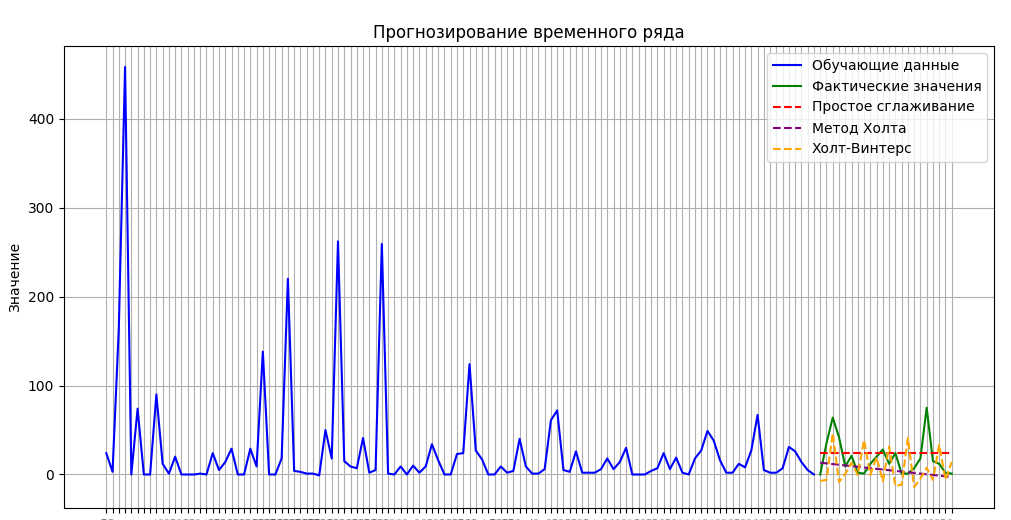 Прогнозирование временного ряда
Обучающие данные
Фактические значения
Простое сглаживание
Метод Холта
Холт-Винтерс
Значение
400
300
200
100
0